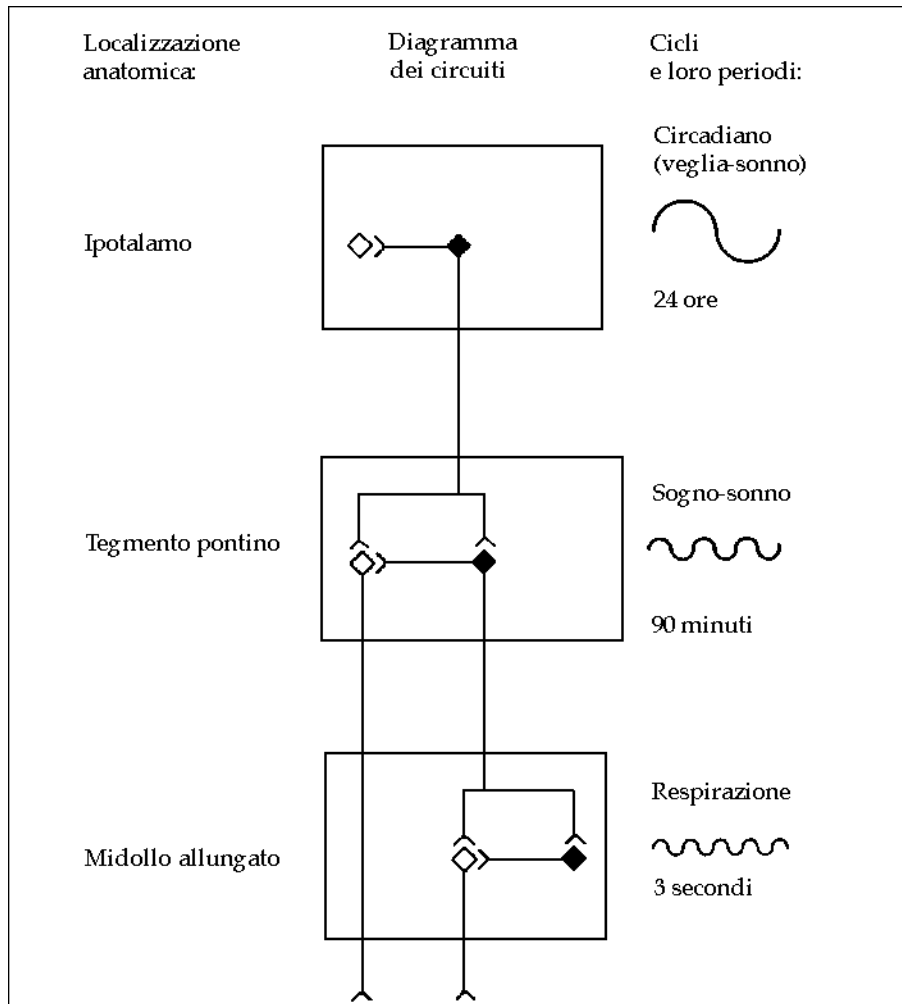 Localizzazione
anatomica:
Diagramma
dei circuiti
Cicli
e loro periodi:
Circadiano
(veglia-sonno)
Ipotalamo
24 ore
Sogno-sonno
Tegmento pontino
90 minuti
Respirazione
Midollo allungato
3 secondi